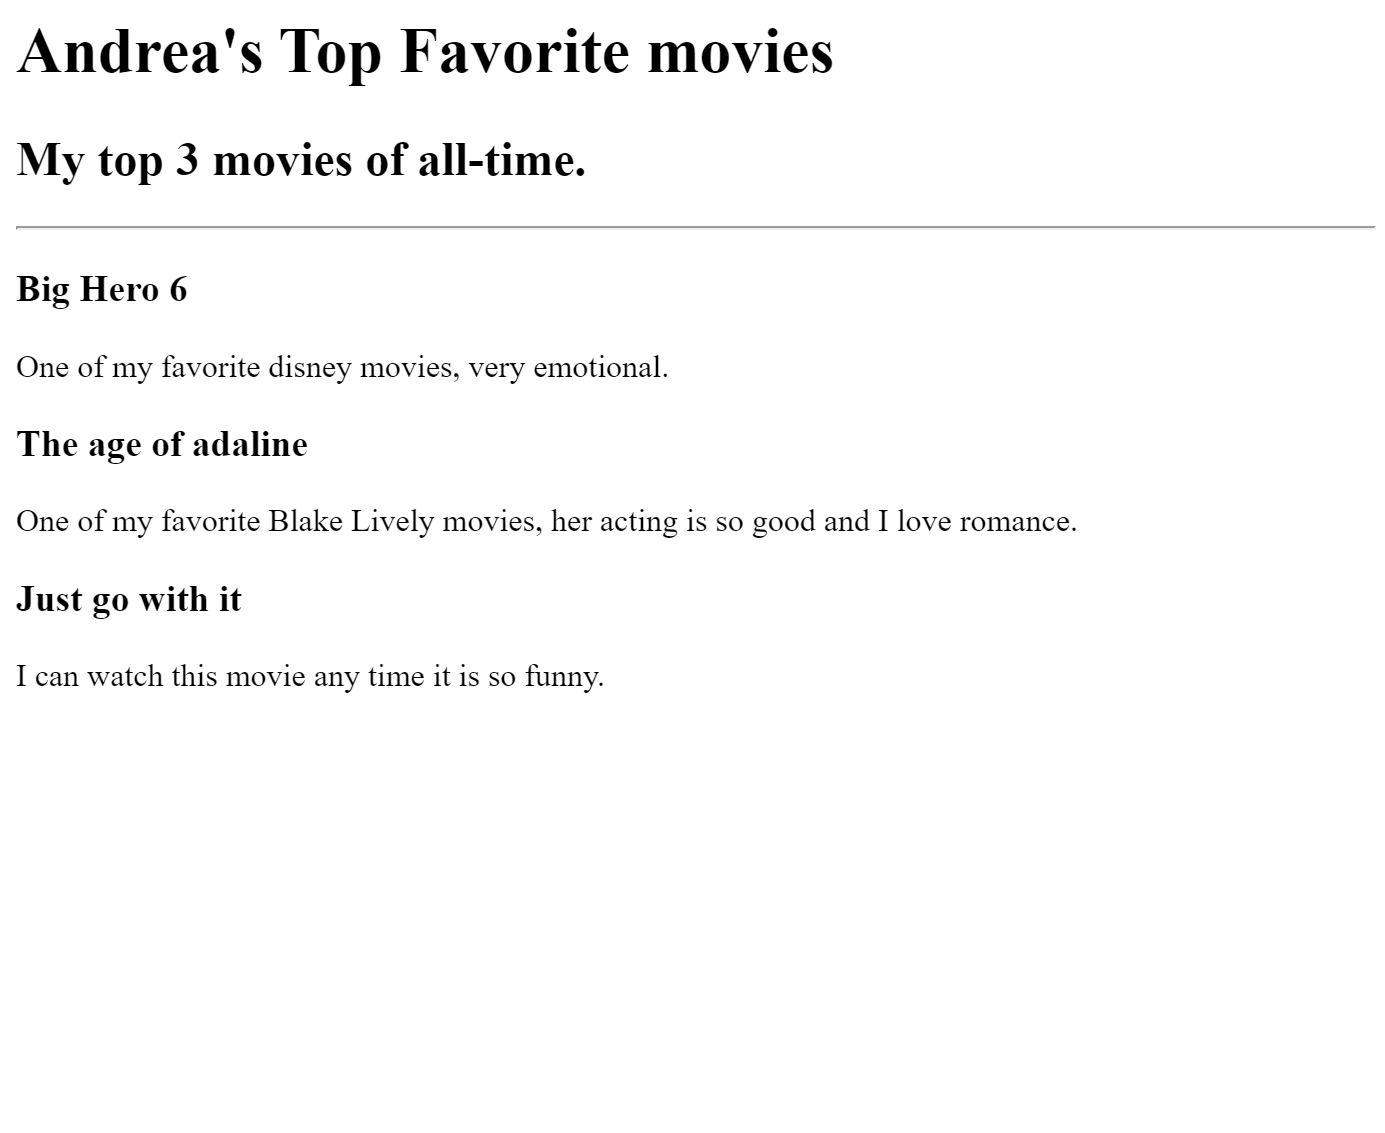 Andrea's Top Favorite movies
My top 3 movies of all-time.
Big Hero 6
One of my favorite disney movies, very emotional.
The age of adaline
One of my favorite Blake Lively movies, her acting is so good and I love romance.
Just go with it
I can watch this movie any time it is so funny.